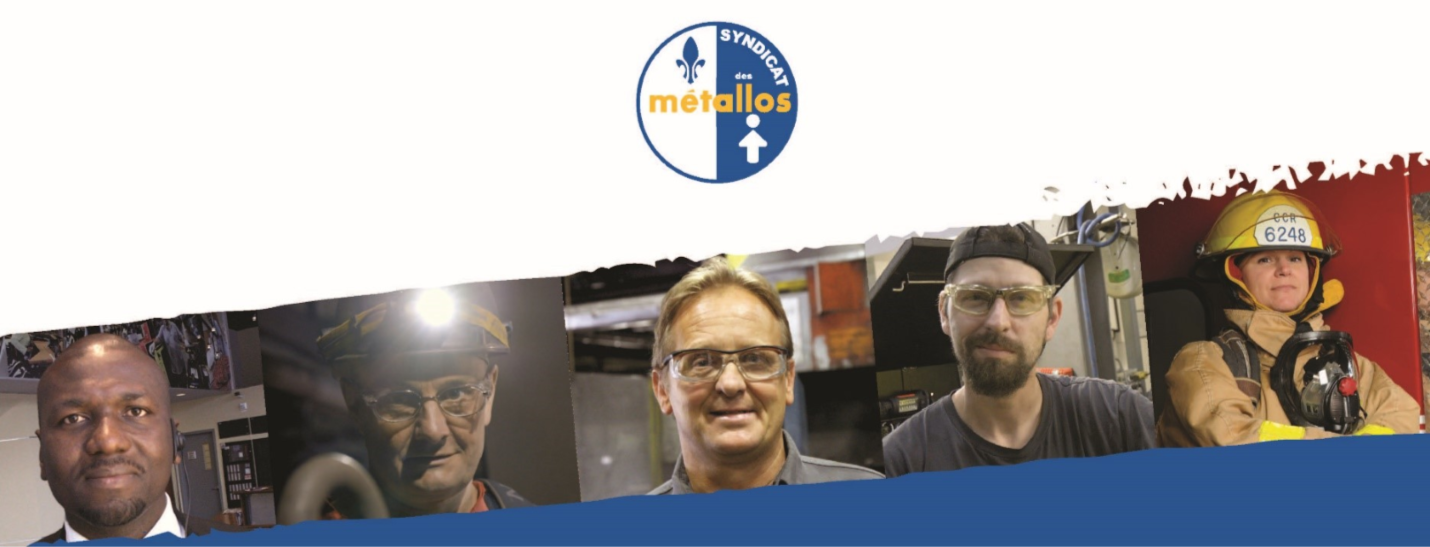 SYNDICAT
des
métallos
CCR
6248